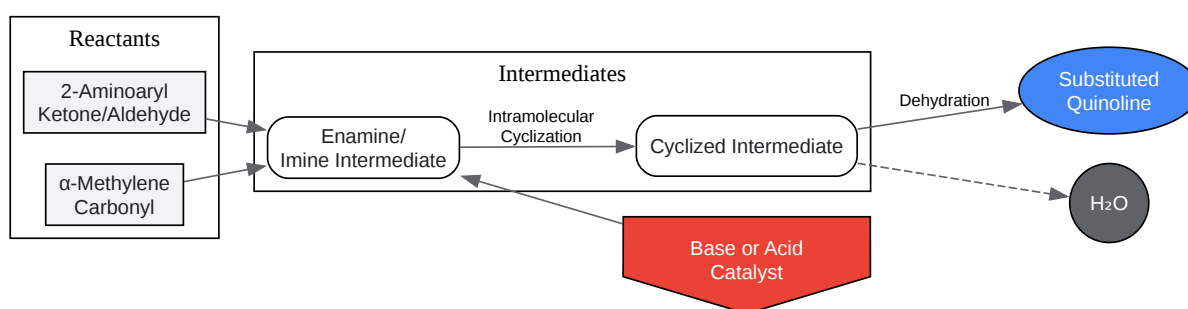 Reactants
2-Aminoaryl
Ketone/Aldehyde
α-Methylene
Carbonyl
Intermediates
Enamine/
Imine Intermediate
Intramolecular
Cyclization
Cyclized Intermediate
Dehydration
Substituted
Quinoline
H₂O
Base or Acid
Catalyst